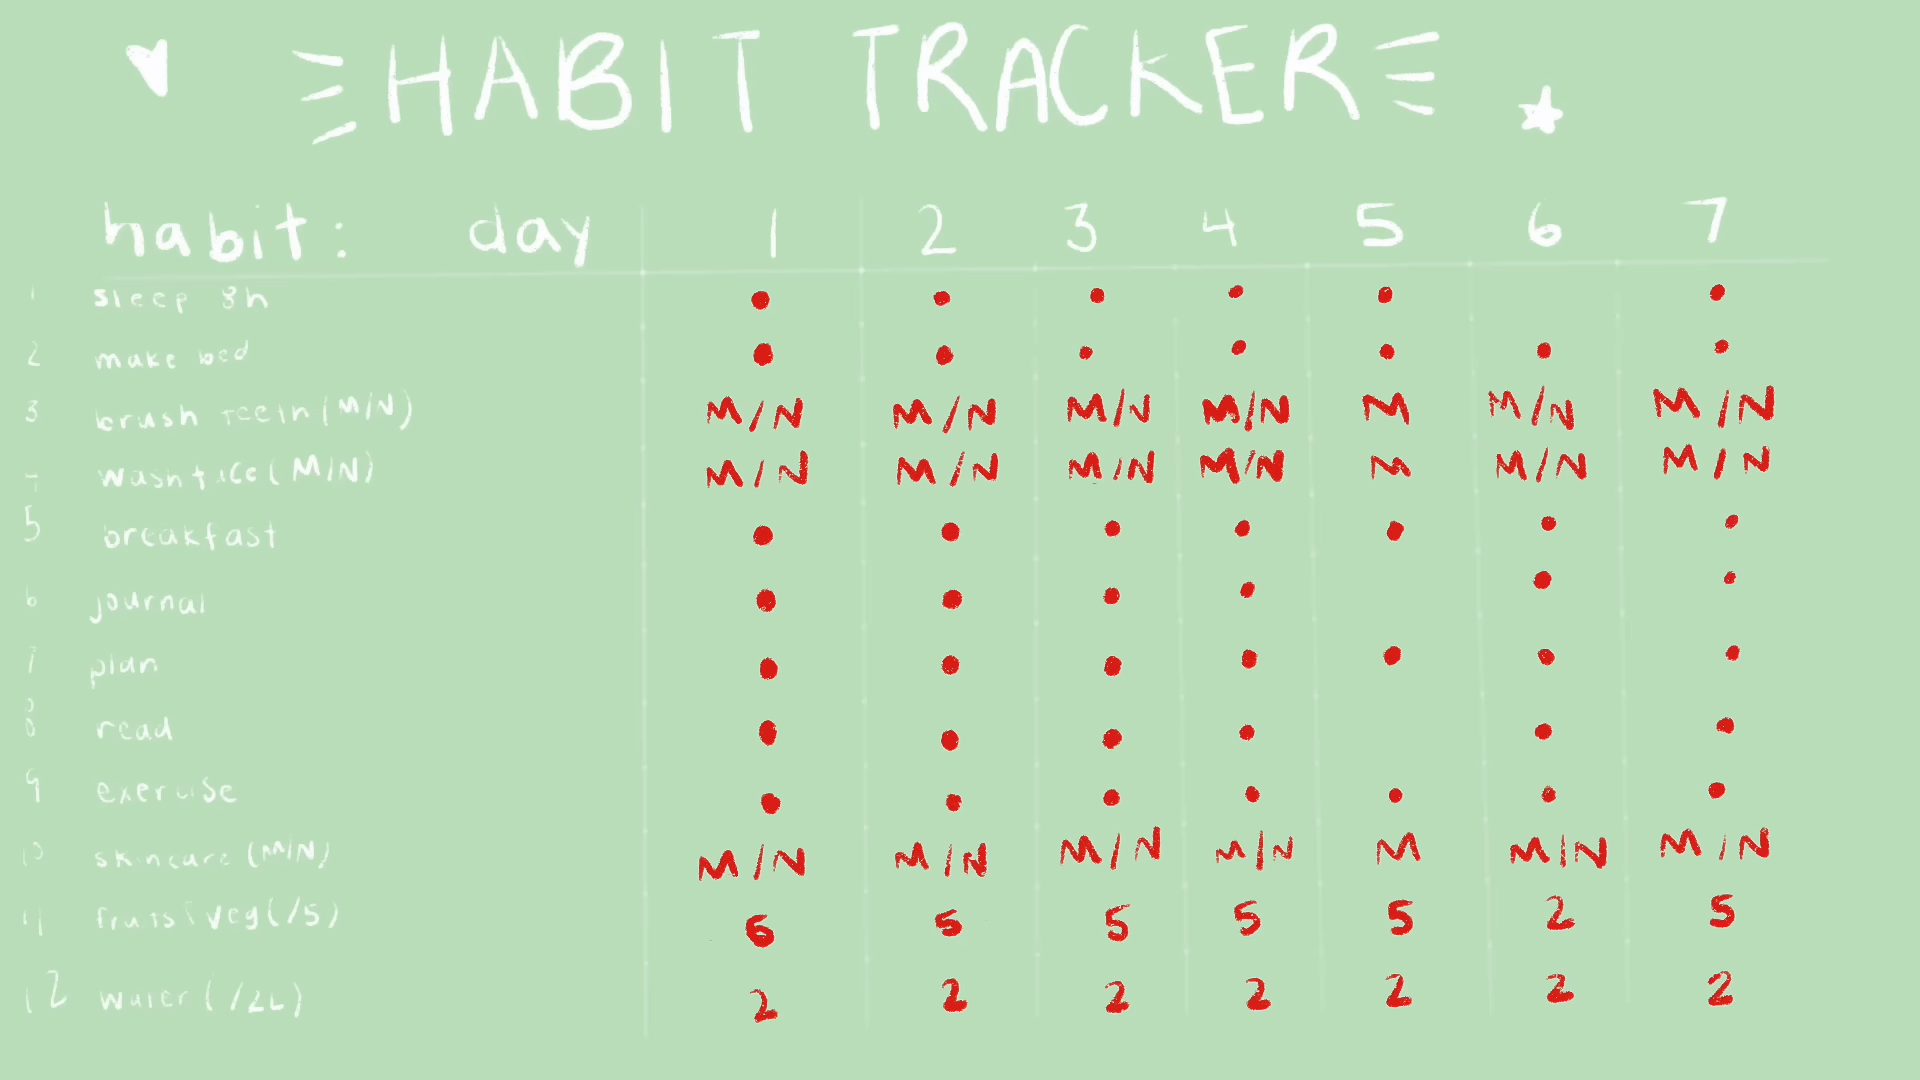 HABIT TRACKER
habit: day 1 2 3 4 5 6 7
1 sleep 8h
2 make bed
3 brush teeth (M/N) M/N M/N M/N M/N M M/N M/N
4 wash face (M/N) M/N M/N M/N M/N M M/N M/N
5 breakfast
6 journal
7 plan
8 read
9 exercise
10 skincare (M/N) M/N M/N M/N M/N M M/N M/N
11 fruits/veg (/5) 6 5 5 5 5 2 5
12 water (/2L) 2 2 2 2 2 2 2